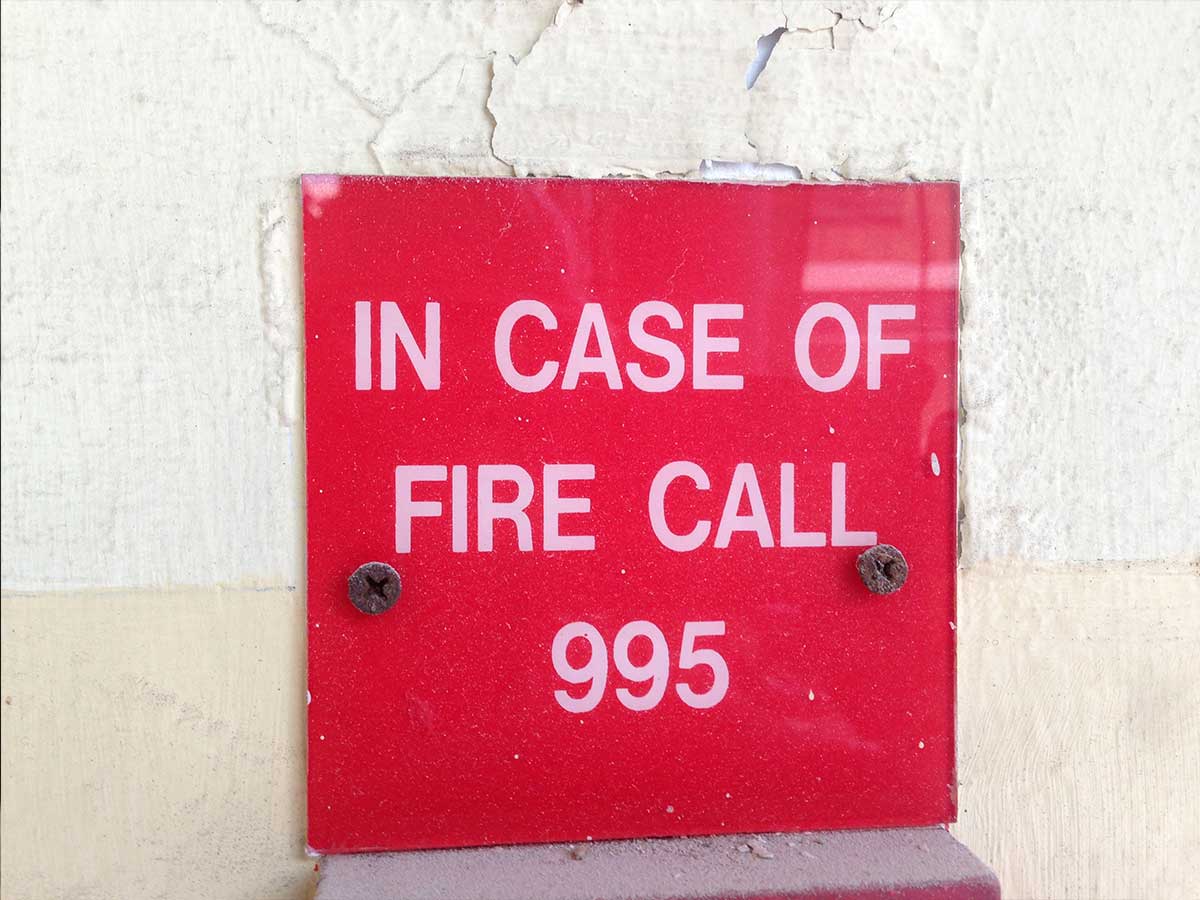 IN CASE OF
FIRE CALL
995